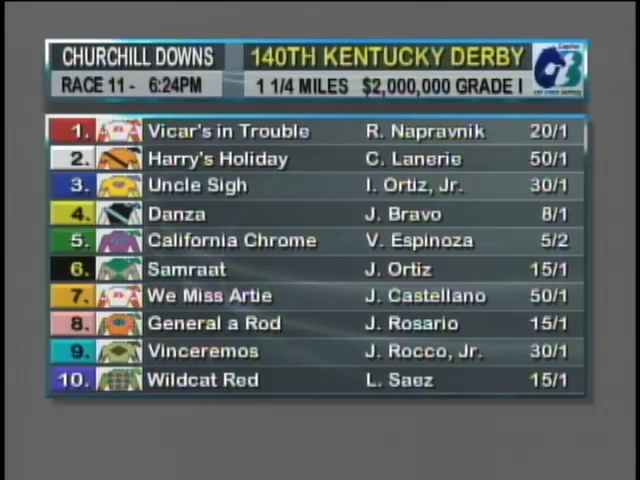 CHURCHILL DOWNS
140TH KENTUCKY DERBY
RACE 11 - 6:24PM
1 1/4 MILES $2,000,000 GRADE I
1. Vicar's in Trouble R. Napravnik 20/1
2. Harry's Holiday C. Lanerie 50/1
3. Uncle Sigh I. Ortiz, Jr. 30/1
4. Danza J. Bravo 8/1
5. California Chrome V. Espinoza 5/2
6. Samraat J. Ortiz 15/1
7. We Miss Artie J. Castellano 50/1
8. General a Rod J. Rosario 15/1
9. Vinceremos J. Rocco, Jr. 30/1
10. Wildcat Red L. Saez 15/1